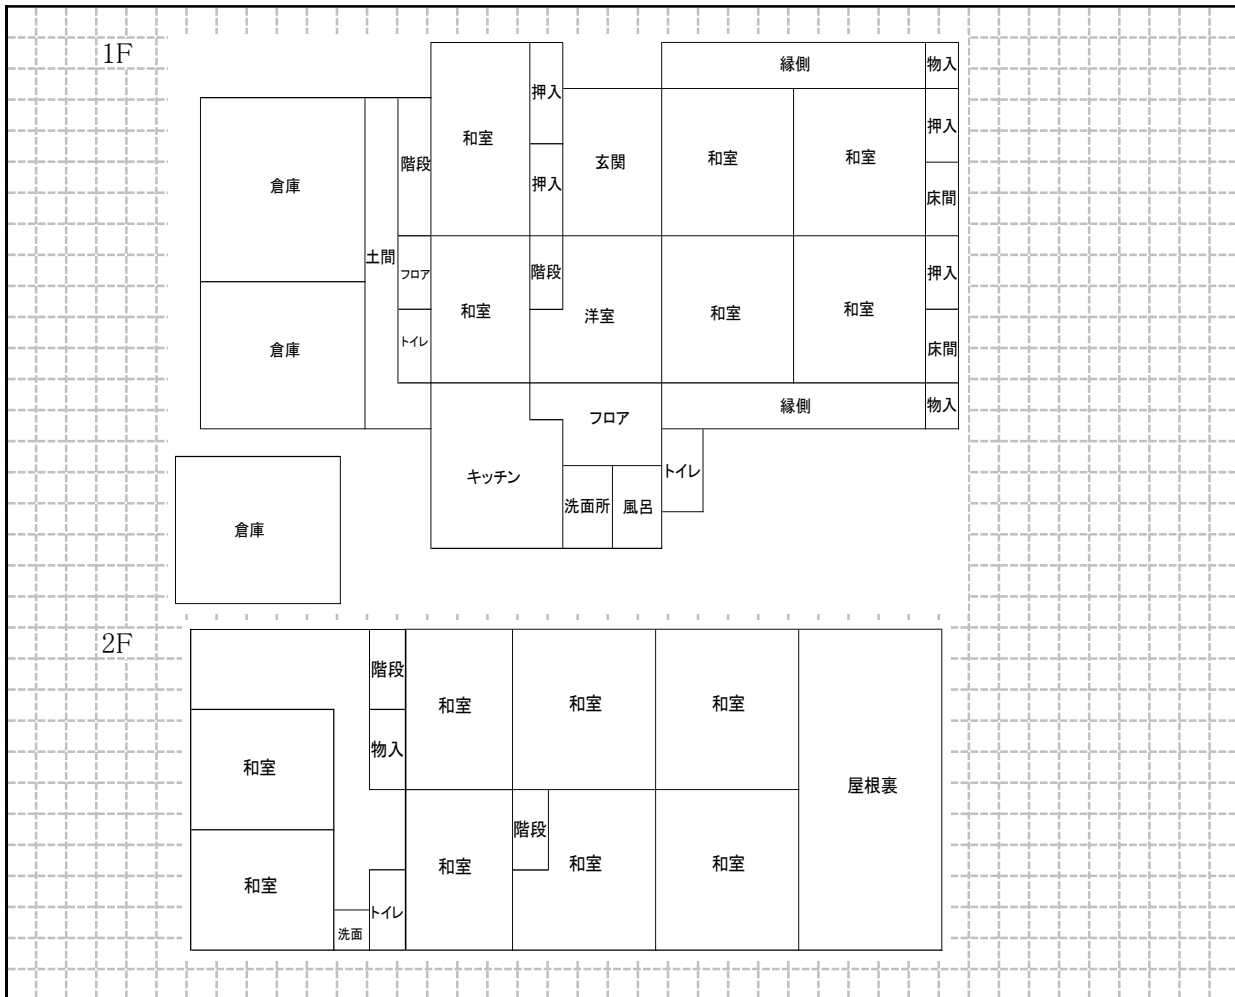 1F
縁側
物入
押入
和室
押入
玄関
和室
和室
押入
階段
倉庫
床間
土間
フロア
階段
押入
和室
洋室
和室
和室
トイレ
倉庫
床間
縁側
物入
フロア
キッチン
トイレ
洗面所
風呂
倉庫
2F
階段
和室
和室
和室
物入
和室
屋根裏
階段
和室
和室
和室
和室
トイレ
洗面